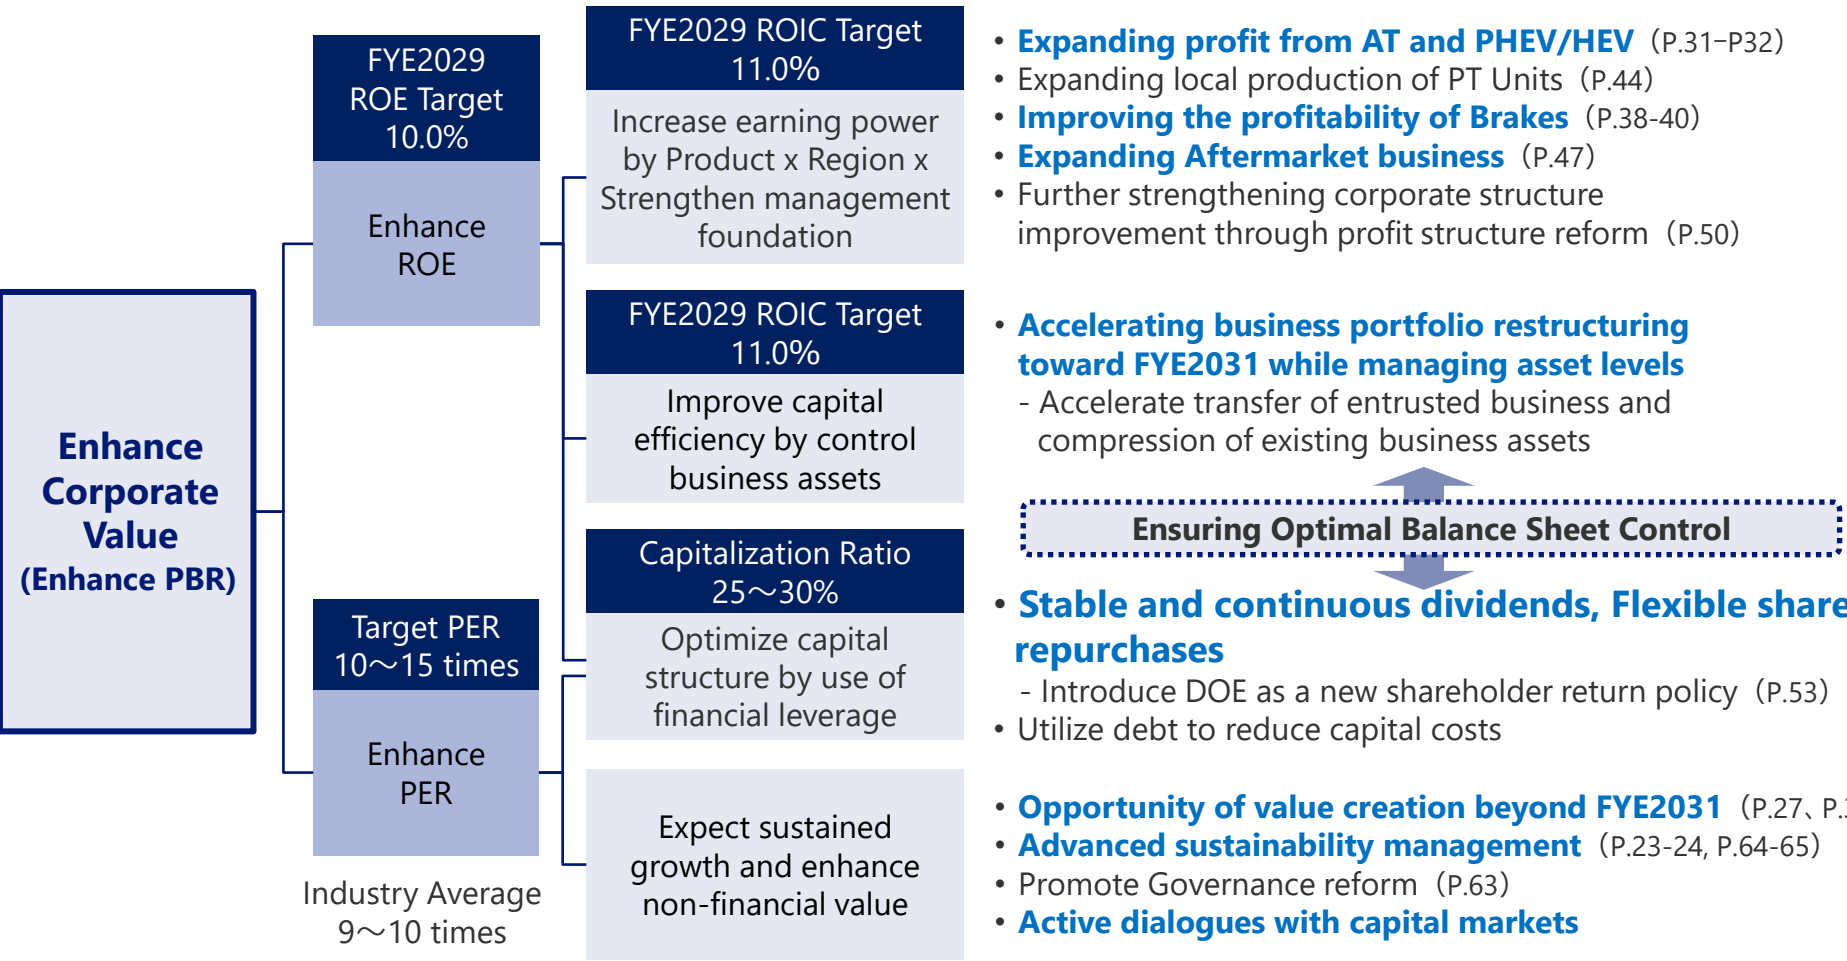 Enhance
Corporate
Value
(Enhance PBR)
FYE2029
ROE Target
10.0%
Enhance
ROE
Target PER
10～15 times
Enhance
PER
Industry Average
9～10 times
FYE2029 ROIC Target
11.0%
Increase earning power
by Product x Region x
Strengthen management
foundation
FYE2029 ROIC Target
11.0%
Improve capital
efficiency by control
business assets
Capitalization Ratio
25～30%
Optimize capital
structure by use of
financial leverage
Expect sustained
growth and enhance
non-financial value
• Expanding profit from AT and PHEV/HEV（P.31–P32）
• Expanding local production of PT Units（P.44）
• Improving the profitability of Brakes（P.38-40）
• Expanding Aftermarket business（P.47）
• Further strengthening corporate structure
improvement through profit structure reform（P.50）
• Accelerating business portfolio restructuring
toward FYE2031 while managing asset levels
- Accelerate transfer of entrusted business and
compression of existing business assets
Ensuring Optimal Balance Sheet Control
• Stable and continuous dividends, Flexible share
repurchases
- Introduce DOE as a new shareholder return policy（P.53）
• Utilize debt to reduce capital costs
• Opportunity of value creation beyond FYE2031（P.27、P.
• Advanced sustainability management（P.23-24, P.64-65）
• Promote Governance reform（P.63）
• Active dialogues with capital markets